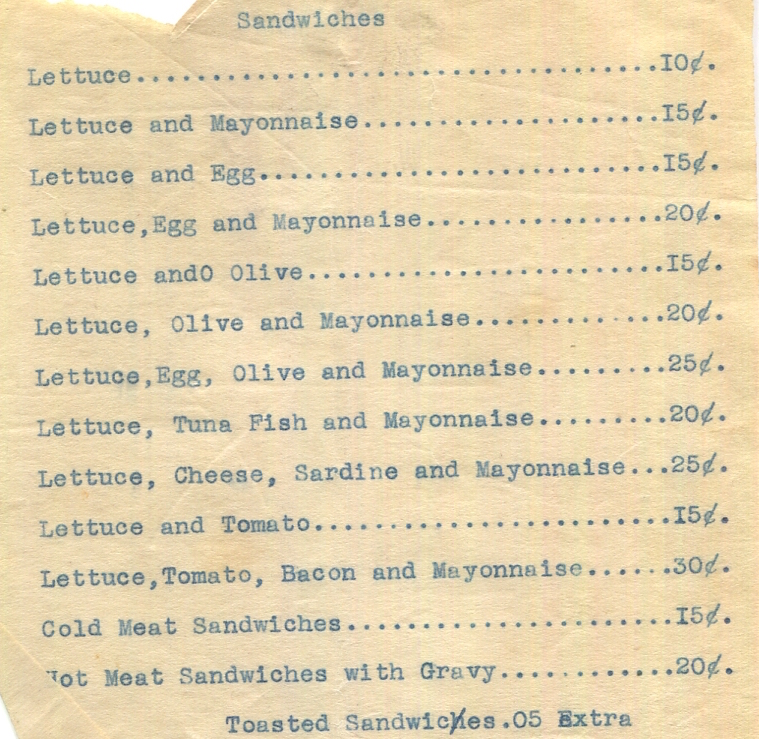 Sandwiches
Lettuce..................................I0¢.
Lettuce and Mayonnaise...................I5¢.
Lettuce and Egg..........................I5¢.
Lettuce,Egg and Mayonnaise...............20¢.
Lettuce and0 Olive.......................I5¢.
Lettuce, Olive and Mayonnaise............20¢.
Lettuce,Egg, Olive and Mayonnaise........25¢.
Lettuce, Tuna Fish and Mayonnaise........20¢.
Lettuce, Cheese, Sardine and Mayonnaise...25¢.
Lettuce and Tomato.......................I5¢.
Lettuce,Tomato, Bacon and Mayonnaise......30¢.
Cold Meat Sandwiches.....................I5¢.
Hot Meat Sandwiches with Gravy...........20¢.
Toasted Sandwiches.05 Extra